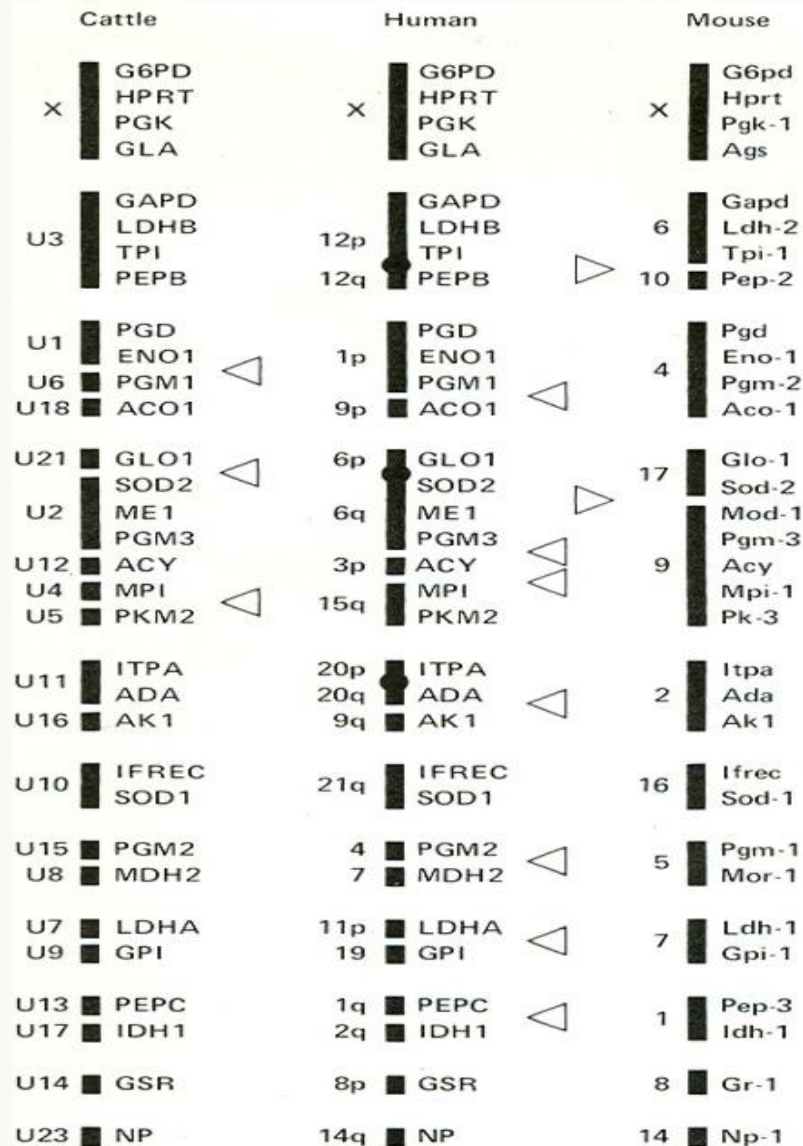 Cattle Human Mouse
X G6PD X G6PD X G6pd
HPRT HPRT Hprt
PGK PGK Pgk-1
GLA GLA Ags
U3 GAPD 12p GAPD 6 Gapd
LDHB LDHB Ldh-2
TPI TPI Tpi-1
PEPB 12q PEPB 10 Pep-2
U1 PGD 1p PGD 4 Pgd
ENO1 ENO1 Eno-1
U6 PGM1 PGM1 Pgm-2
U18 ACO1 9p ACO1 Aco-1
U21 GLO1 6p GLO1 17 Glo-1
SOD2 SOD2 Sod-2
U2 ME1 6q ME1 Mod-1
PGM3 PGM3 Pgm-3
U12 ACY 3p ACY 9 Acy
U4 MPI 15q MPI Mpi-1
U5 PKM2 PKM2 Pk-3
U11 ITPA 20p ITPA 2 Itpa
ADA 20q ADA Ada
U16 AK1 9q AK1 Ak1
U10 IFREC 21q IFREC 16 Ifrec
SOD1 SOD1 Sod-1
U15 PGM2 4 PGM2 5 Pgm-1
U8 MDH2 7 MDH2 Mor-1
U7 LDHA 11p LDHA 7 Ldh-1
U9 GPI 19 GPI Gpi-1
U13 PEPC 1q PEPC 1 Pep-3
U17 IDH1 2q IDH1 Idh-1
U14 GSR 8p GSR 8 Gr-1
U23 NP 14q NP 14 Np-1